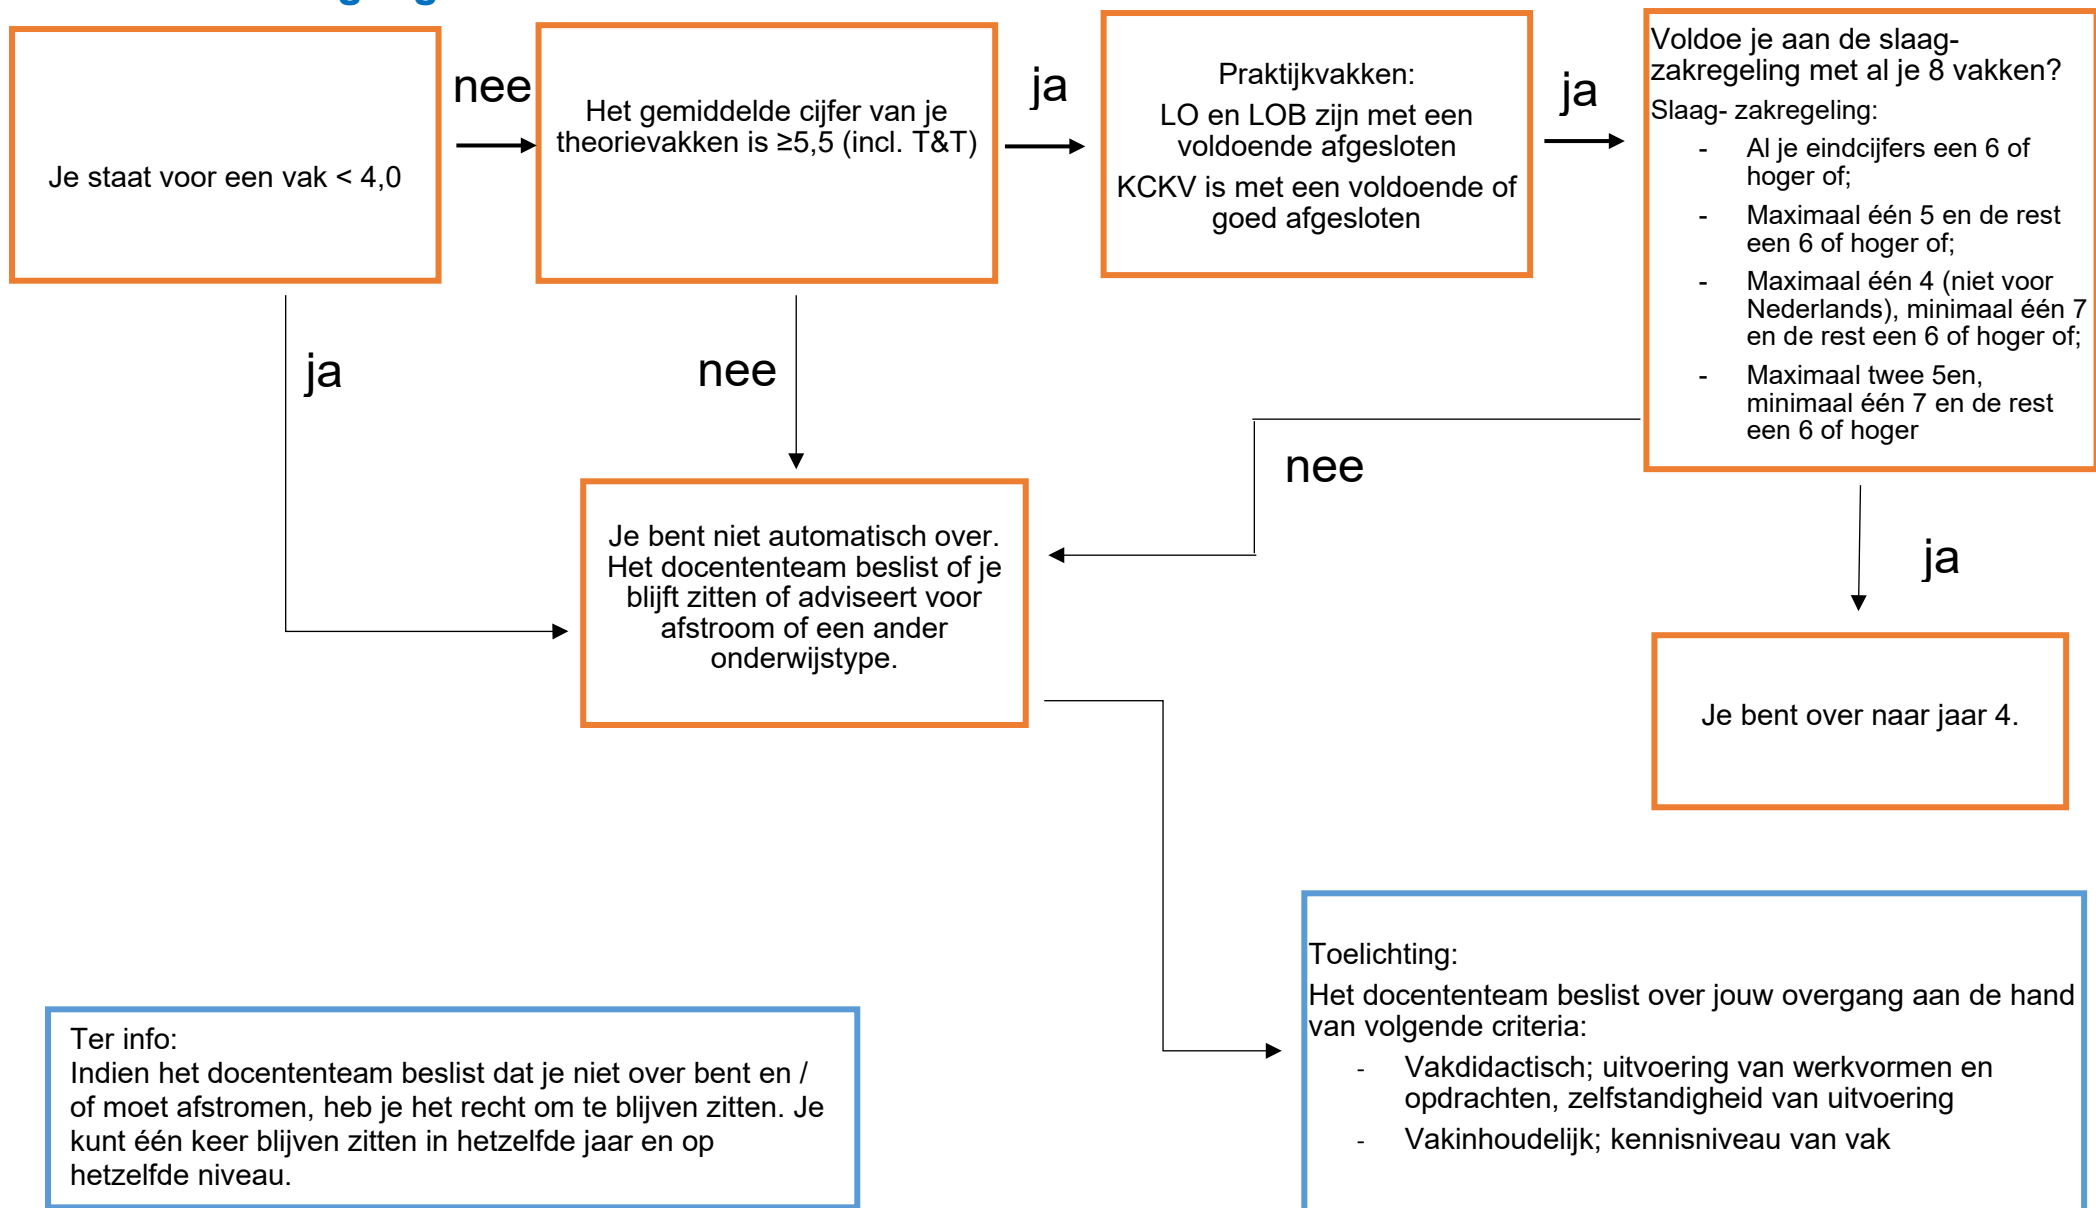 Je staat voor een vak < 4,0
nee
Het gemiddelde cijfer van je
theorievakken is ≥5,5 (incl. T&T)
ja
Praktijkvakken:
LO en LOB zijn met een
voldoende afgesloten
KCKV is met een voldoende of
goed afgesloten
ja
Voldoe je aan de slaag-
zakregeling met al je 8 vakken?
Slaag- zakregeling:
- Al je eindcijfers een 6 of
hoger of;
- Maximaal één 5 en de rest
een 6 of hoger of;
- Maximaal één 4 (niet voor
Nederlands), minimaal één 7
en de rest een 6 of hoger of;
- Maximaal twee 5en,
minimaal één 7 en de rest
een 6 of hoger
ja
nee
nee
ja
Je bent niet automatisch over.
Het docententeam beslist of je
blijft zitten of adviseert voor
afstroom of een ander
onderwijstype.
Je bent over naar jaar 4.
Toelichting:
Het docententeam beslist over jouw overgang aan de hand
van volgende criteria:
- Vakdidactisch; uitvoering van werkvormen en
opdrachten, zelfstandigheid van uitvoering
- Vakinhoudelijk; kennisniveau van vak
Ter info:
Indien het docententeam beslist dat je niet over bent en /
of moet afstromen, heb je het recht om te blijven zitten. Je
kunt één keer blijven zitten in hetzelfde jaar en op
hetzelfde niveau.